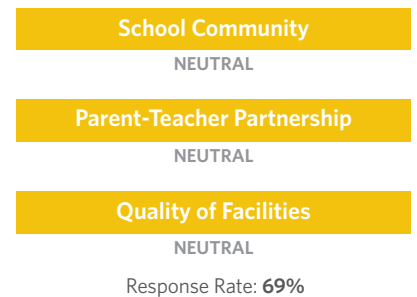 School Community
NEUTRAL
Parent-Teacher Partnership
NEUTRAL
Quality of Facilities
NEUTRAL
Response Rate: 69%